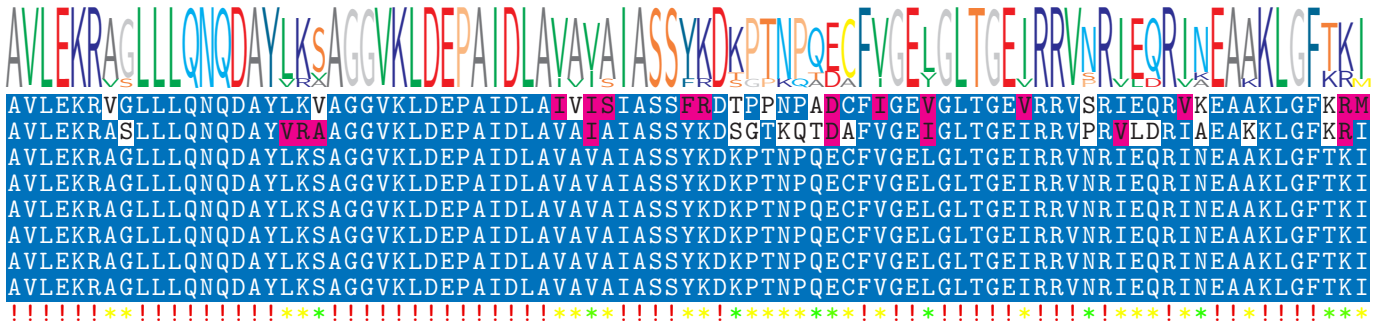 AVLEKRAGLLLQNQDAYLKSAGGVKLDEPAIDLAVAVAIASSYKDKPTNPQECFVGELGLTGEIRRVNRIEQRINEAAKLGFTKI
AVLEKRVGLLLQNQDAYLKVAGGVKLDEPAIDLAIVISIASSFRDTPPNPADCFIGEVGLTGEVRRVSRIEQRVKEAAKLGFKRM
AVLEKRASLLLQNQDAYVRAAGGVKLDEPAIDLAVAIAIASSYKDSGTKQTDAFVGEIGLTGEIRRVPRVLDRIAEAKKLGFKRI
AVLEKRAGLLLQNQDAYLKSAGGVKLDEPAIDLAVAVAIASSYKDKPTNPQECFVGELGLTGEIRRVNRIEQRINEAAKLGFTKI
AVLEKRAGLLLQNQDAYLKSAGGVKLDEPAIDLAVAVAIASSYKDKPTNPQECFVGELGLTGEIRRVNRIEQRINEAAKLGFTKI
AVLEKRAGLLLQNQDAYLKSAGGVKLDEPAIDLAVAVAIASSYKDKPTNPQECFVGELGLTGEIRRVNRIEQRINEAAKLGFTKI
AVLEKRAGLLLQNQDAYLKSAGGVKLDEPAIDLAVAVAIASSYKDKPTNPQECFVGELGLTGEIRRVNRIEQRINEAAKLGFTKI
AVLEKRAGLLLQNQDAYLKSAGGVKLDEPAIDLAVAVAIASSYKDKPTNPQECFVGELGLTGEIRRVNRIEQRINEAAKLGFTKI
AVLEKRAGLLLQNQDAYLKSAGGVKLDEPAIDLAVAVAIASSYKDKPTNPQECFVGELGLTGEIRRVNRIEQRINEAAKLGFTKI
!!!!!!**!!!!!!!!!***!!!!!!!!!!!!!!****!!!!**!********!*!!*!!!!!*!!!*!***!**!!*!!!!***